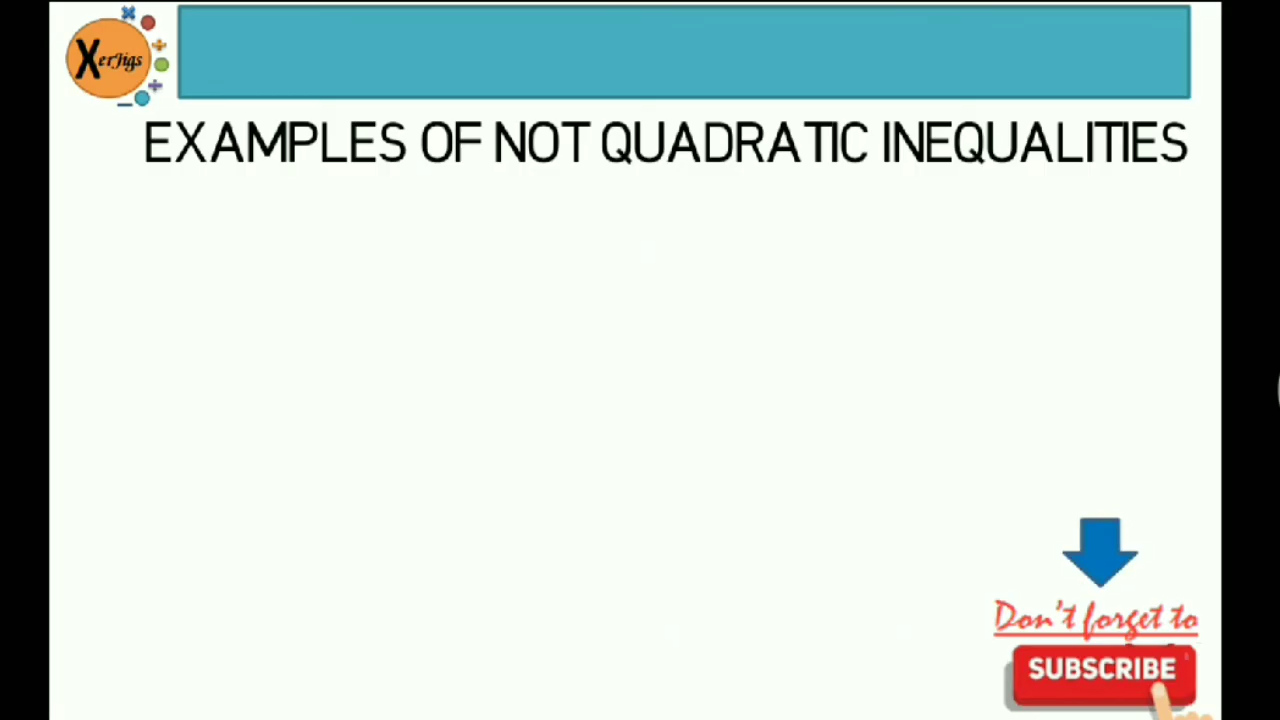 XerJigs
EXAMPLES OF NOT QUADRATIC INEQUALITIES
Don't forget to
SUBSCRIBE